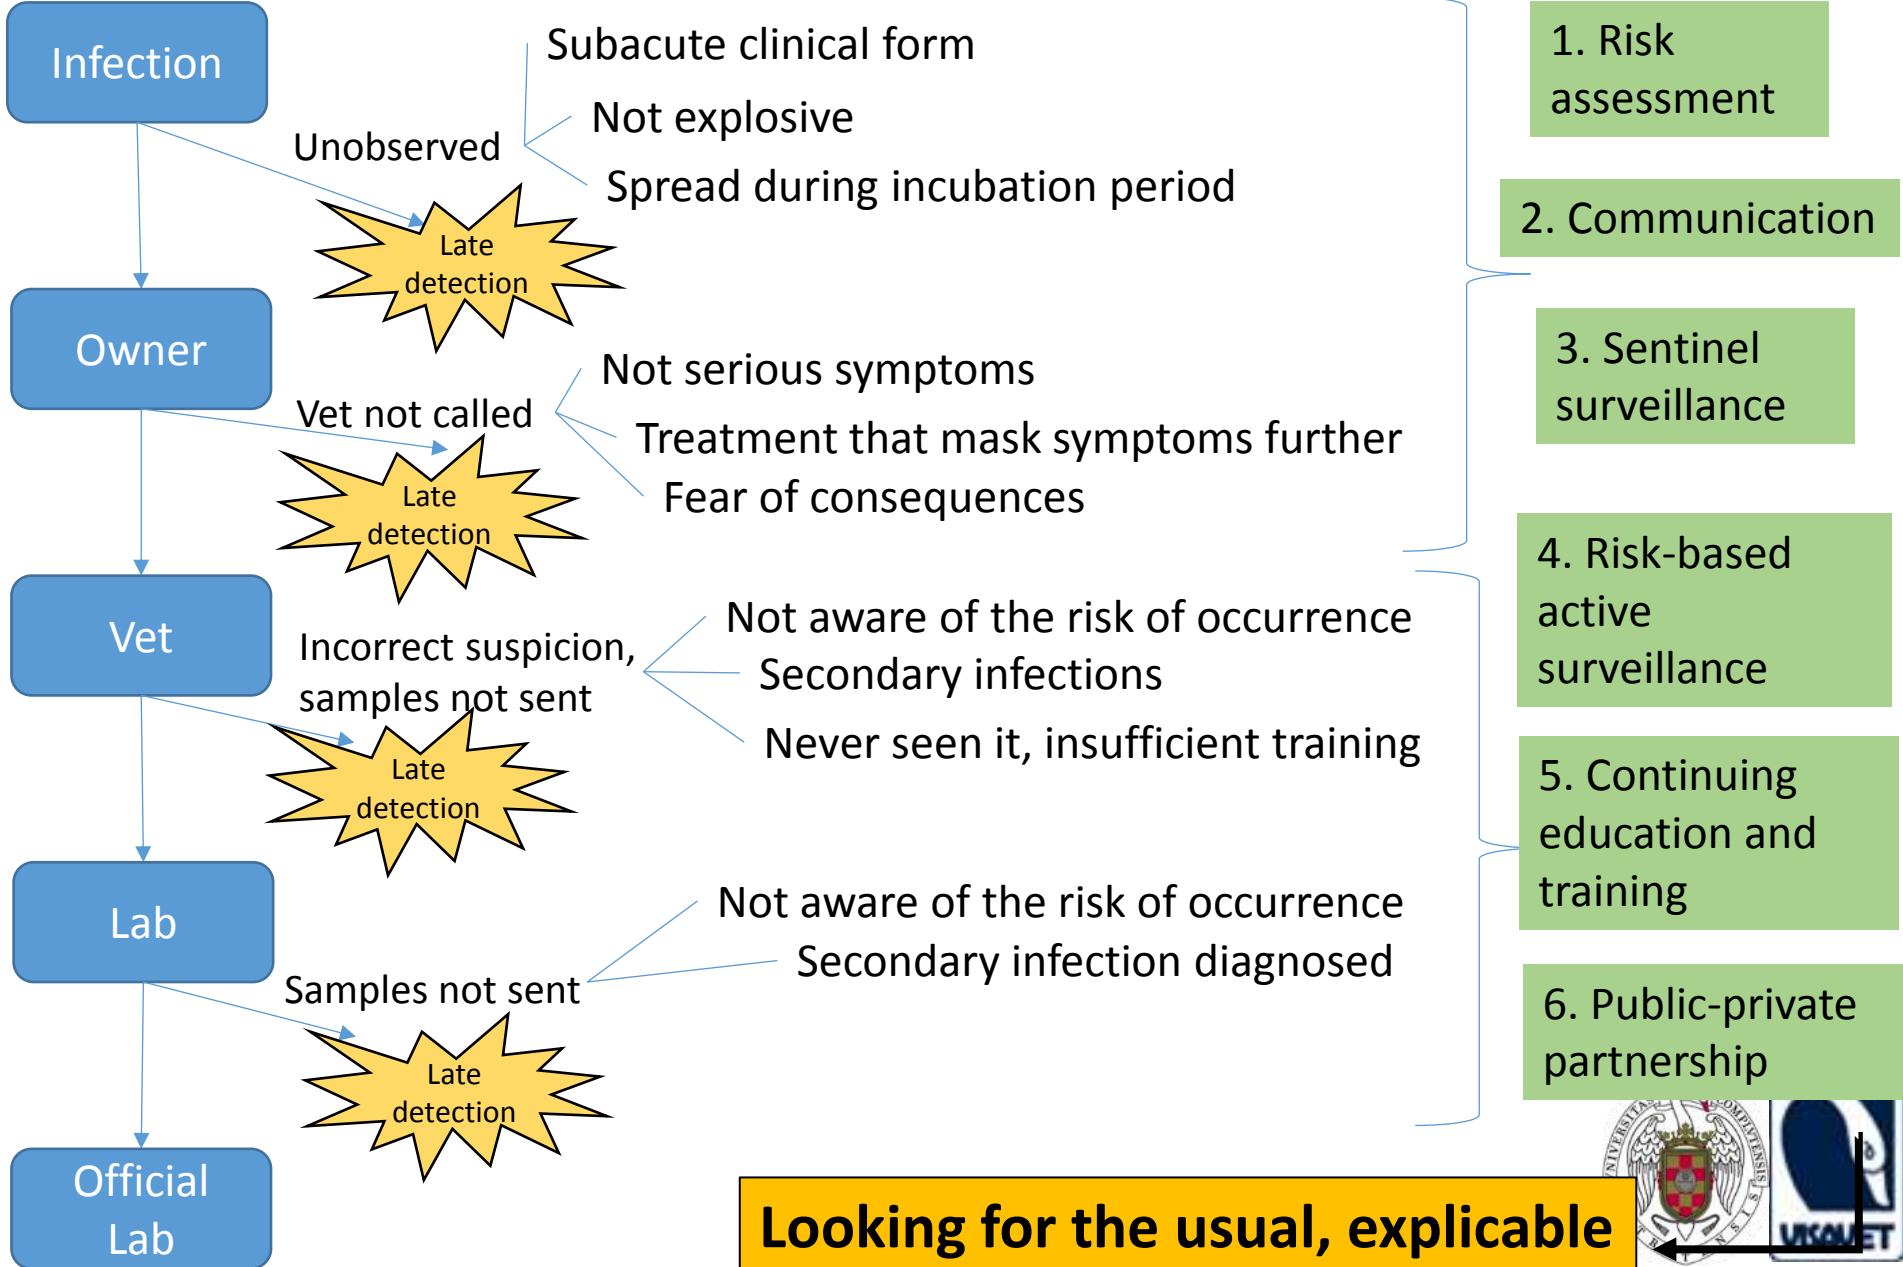 Infection
Unobserved
Subacute clinical form
Not explosive
Spread during incubation period
Late
detection
Owner
Vet not called
Not serious symptoms
Treatment that mask symptoms further
Fear of consequences
Late
detection
Vet
Incorrect suspicion,
samples not sent
Not aware of the risk of occurrence
Secondary infections
Never seen it, insufficient training
Late
detection
Lab
Samples not sent
Not aware of the risk of occurrence
Secondary infection diagnosed
Late
detection
Official
Lab
1. Risk
assessment
2. Communication
3. Sentinel
surveillance
4. Risk-based
active
surveillance
5. Continuing
education and
training
6. Public-private
partnership
Looking for the usual, explicable
VISAVET